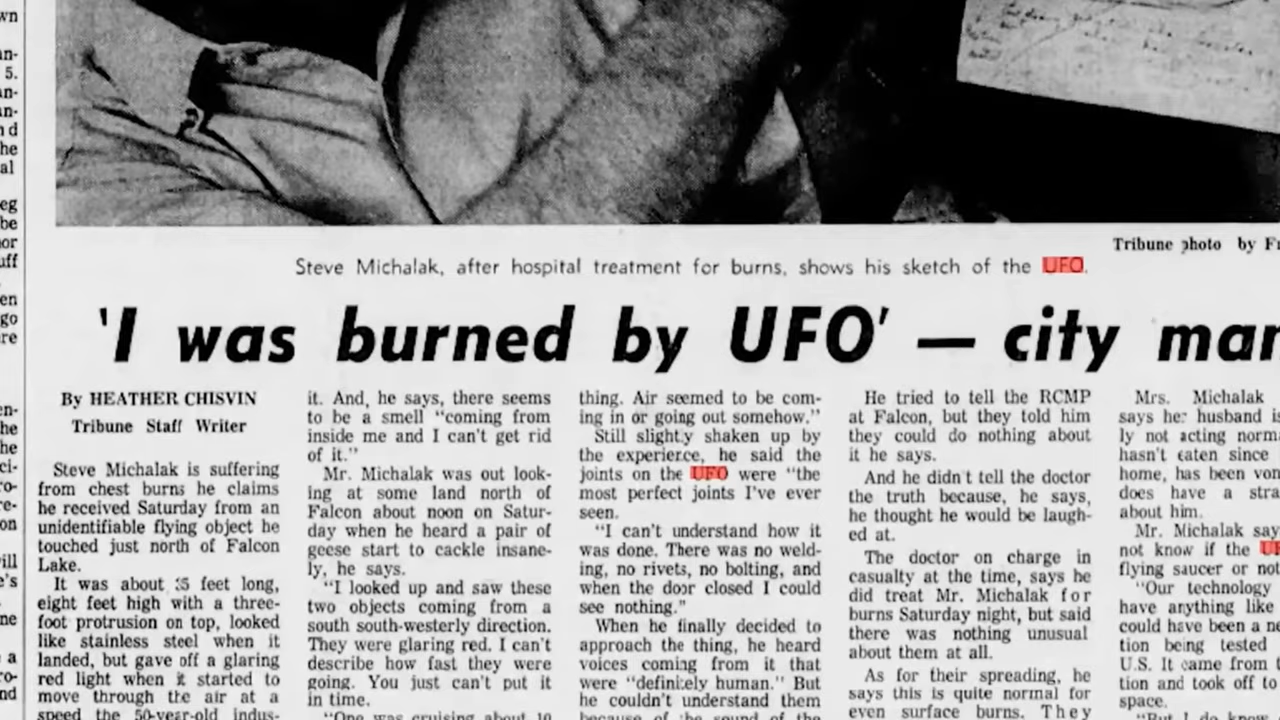 Tribune photo by
Steve Michalak, after hospital treatment for burns, shows his sketch of the UFO.
'I was burned by UFO' — city
By HEATHER CHISVIN
Tribune Staff Writer
Steve Michalak is suffering
from chest burns he claims
he received Saturday from an
unidentifiable flying object he
touched just north of Falcon
Lake.
It was about feet long,
eight feet high with a three-
foot protrusion on top, looked
like stainless steel when it
landed, but gave off a glaring
red light when it started to
move through the air at a
speed the 50-year-old indus-
it. And, he says, there seems
to be a smell "coming from
inside me and I can't get rid
of it."
Mr. Michalak was out look-
ing at some land north of
Falcon about noon on Satur-
day when he heard a pair of
geese start to cackle insane-
ly, he says.
"I looked up and saw these
two objects coming from a
south south-westerly direction.
They were glaring red. I can't
describe how fast they were
going. You just can't put it
in time.
"One was cruising about 10
thing. Air seemed to be com-
ing in or going out somehow."
Still slightly shaken up by
the experience, he said the
joints on the UFO were "the
most perfect joints I've ever
seen.
"I can't understand how it
was done. There was no weld-
ing, no rivets, no bolting, and
when the door closed I could
see nothing."
When he finally decided to
approach the thing, he heard
voices coming from it that
were "definitely human." But
he couldn't understand them
because of the sound of the
He tried to tell the RCMP
at Falcon, but they told him
they could do nothing about
it he says.
And he didn't tell the doctor
the truth because, he says,
he thought he would be laugh-
ed at.
The doctor on charge in
casualty at the time, says he
did treat Mr. Michalak for
burns Saturday night, but said
there was nothing unusual
about them at all.
As for their spreading, he
says this is quite normal for
even surface burns. They
Mrs. Michalak
says her husband
ly not acting
hasn't eaten since
home, has been
does have a
about him.
Mr. Michalak
not know if the
flying saucer or
"Our technology
have anything like
could have been a
tion being tested
U.S. It came from
tion and took off to
space.
"But I do